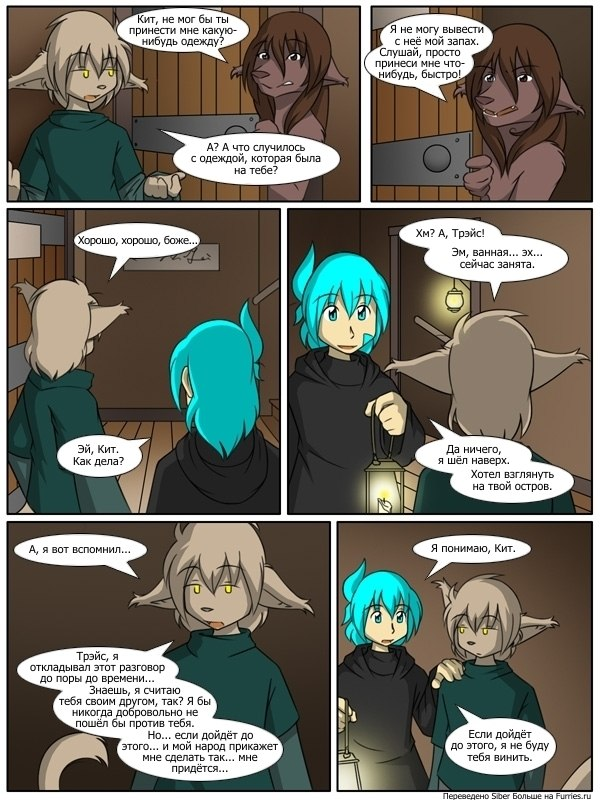 Кит, не мог бы ты
принести мне какую-
нибудь одежду?
А? А что случилось
с одеждой, которая была
на тебе?
Я не могу вывести
с неё мой запах.
Слушай, просто
принеси мне что-
нибудь, быстро!
Хорошо, хорошо, боже...
Эй, Кит.
Как дела?
Хм? А, Трэйс!
Эм, ванная... эх...
сейчас занята.
Да ничего,
я шёл наверх.
Хотел взглянуть
на твой остров.
А, я вот вспомнил...
Трэйс, я
откладывал этот разговор
до поры до времени...
Знаешь, я считаю
тебя своим другом, так? Я бы
никогда добровольно не
пошёл бы против тебя.
Но... если дойдёт до
этого... и мой народ прикажет
мне сделать так... мне
придётся...
Я понимаю, Кит.
Если дойдёт
до этого, я не буду
тебя винить.
Переведено Siber Больше на Furries.ru